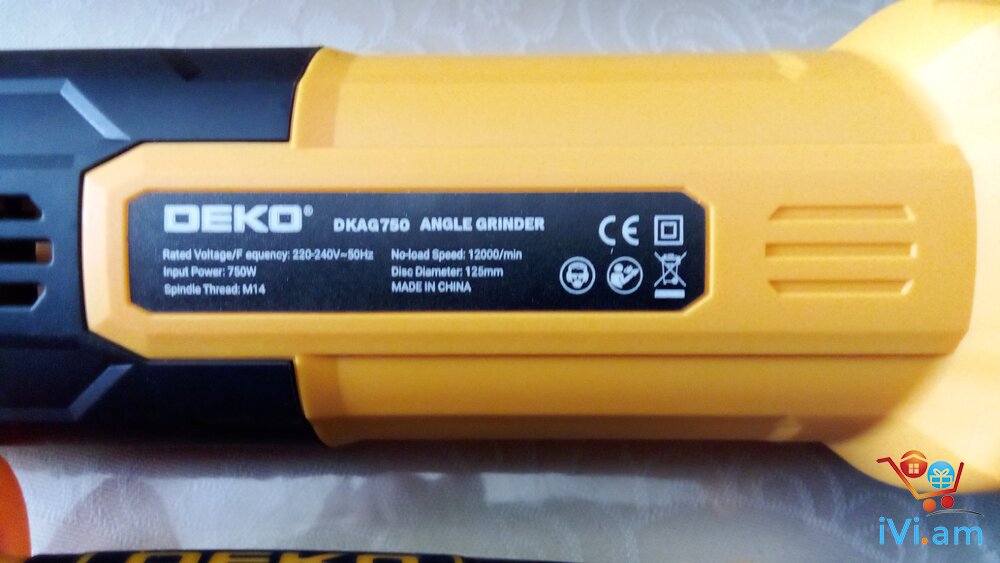 DEKO® DKAG750 ANGLE GRINDER
Rated Voltage/F equency: 220-240V~50Hz
Input Power: 750W
Spindle Thread: M14
No-load Speed: 12000/min
Disc Diameter: 125mm
MADE IN CHINA
CE
iVi.am
DEKO